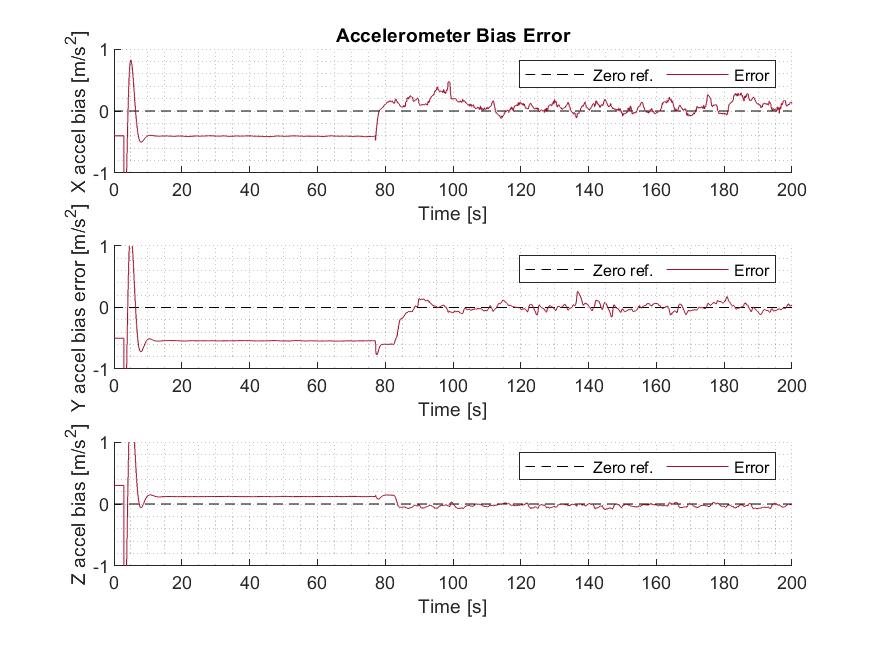 Accelerometer Bias Error
X accel bias [m/s²]
1
0
-1
Zero ref. Error
0 20 40 60 80 100 120 140 160 180 200
Time [s]
Y accel bias error [m/s²]
1
0
-1
Zero ref. Error
0 20 40 60 80 100 120 140 160 180 200
Time [s]
Z accel bias [m/s²]
1
0
-1
Zero ref. Error
0 20 40 60 80 100 120 140 160 180 200
Time [s]